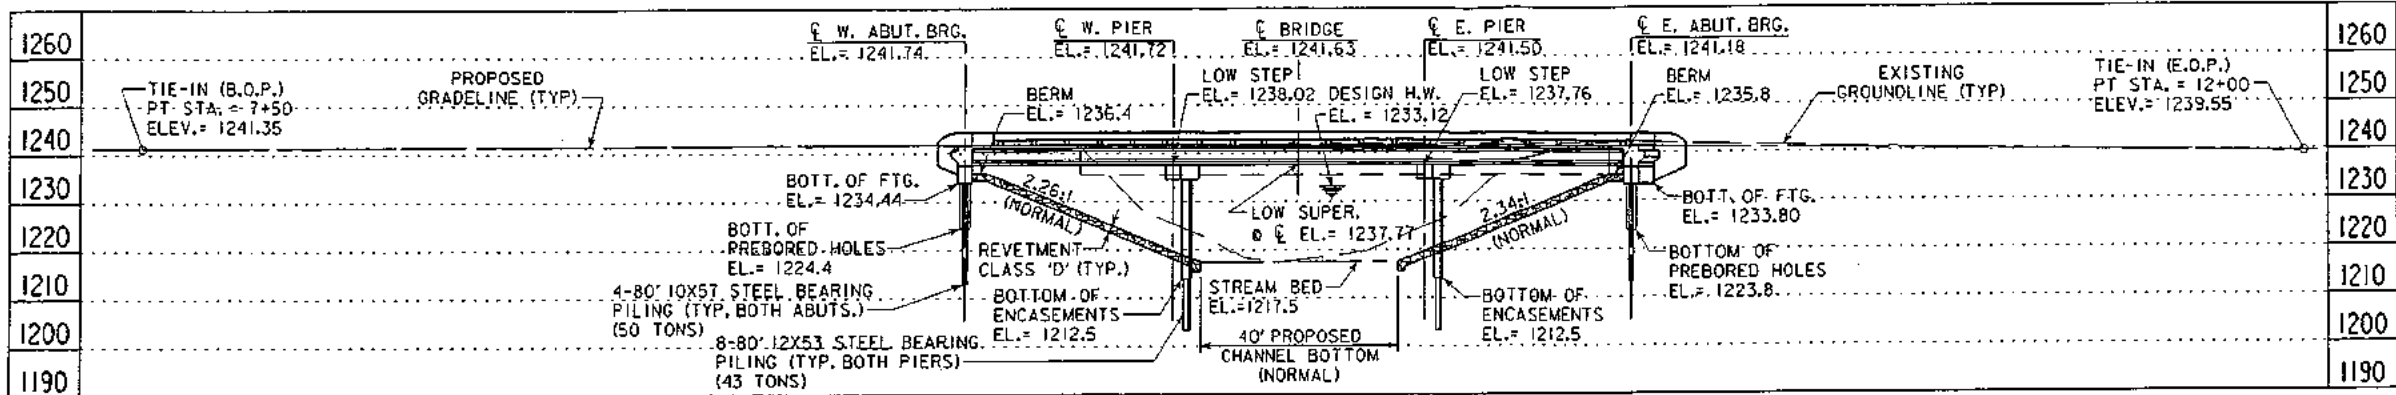 1260
1250
1240
1230
1220
1210
1200
1190
℄ W. ABUT. BRG.
EL.= 1241.74
℄ W. PIER
EL.= 1241.72
℄ BRIDGE
EL.= 1241.63
℄ E. PIER
EL.= 1241.50
℄ E. ABUT. BRG.
EL.= 1241.18
TIE-IN (B.O.P.)
PT STA. = 7+50
ELEV.= 1241.35
PROPOSED
GRADELINE (TYP)
BERM
EL.= 1236.4
LOW STEP
EL.= 1238.02
DESIGN H.W.
EL. = 1233.12
LOW STEP
EL.= 1237.76
BERM
EL.= 1235.8
EXISTING
GROUNDLINE (TYP)
TIE-IN (E.O.P.)
PT STA. = 12+00
ELEV.= 1239.55
BOTT. OF FTG.
EL.= 1234.44
2.26:1
(NORMAL)
BOTT. OF
PREBORED HOLES
EL.= 1224.4
REVETMENT
CLASS 'D' (TYP.)
LOW SUPER.
@ ℄ EL.= 1237.77
2.34:1
(NORMAL)
BOTT. OF FTG.
EL.= 1233.80
BOTTOM OF
PREBORED HOLES
EL.= 1223.8
4-80' 10X57 STEEL BEARING
PILING (TYP. BOTH ABUTS.)
(50 TONS)
BOTTOM OF
ENCASEMENTS
EL.= 1212.5
STREAM BED
EL.=1217.5
BOTTOM OF
ENCASEMENTS
EL.= 1212.5
8-80' 12X53 STEEL BEARING
PILING (TYP. BOTH PIERS)
(43 TONS)
40' PROPOSED
CHANNEL BOTTOM
(NORMAL)
1260
1250
1240
1230
1220
1210
1200
1190